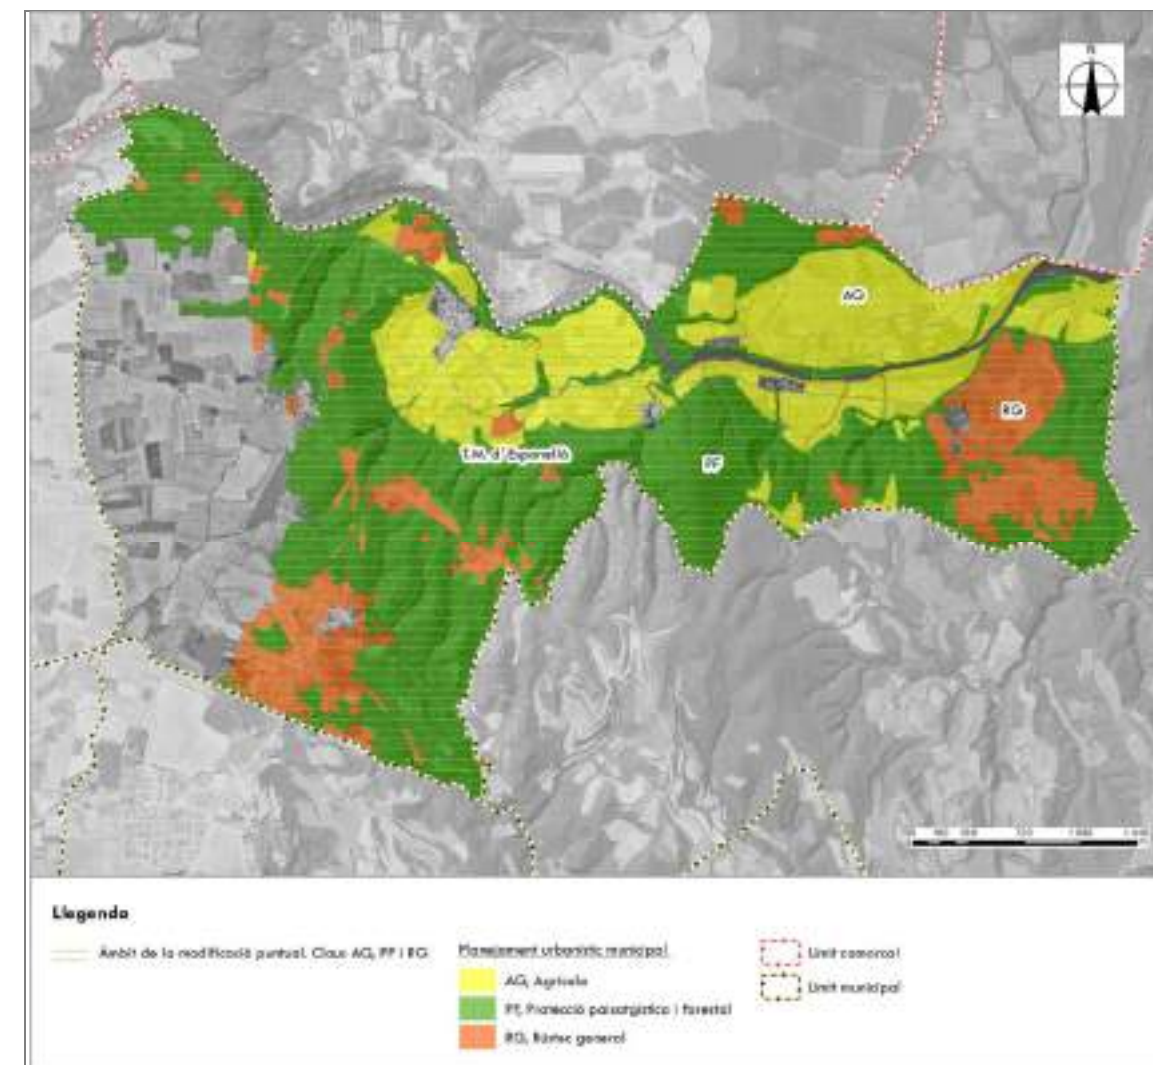 N
AG
RG
T.M. d'Esponellà
PF
Llegenda
Àmbit de la modificació puntual. Claus AG, PF i RG
Planejament urbanístic municipal
AG, Agrícola
PF, Protecció paisatgística i forestal
RG, Rústec general
Límit comarcal
Límit municipal